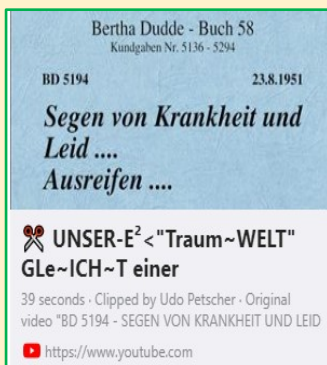 Bertha Dudde - Buch 58
Kundgaben Nr. 5136 - 5294
BD 5194 23.8.1951
Segen von Krankheit und
Leid ....
Ausreifen ....
✂ UNSER-E²<"Traum~WELT"
GLe~ICH~T einer
39 seconds · Clipped by Udo Petscher · Original
video "BD 5194 - SEGEN VON KRANKHEIT UND LEID
https://www.youtube.com